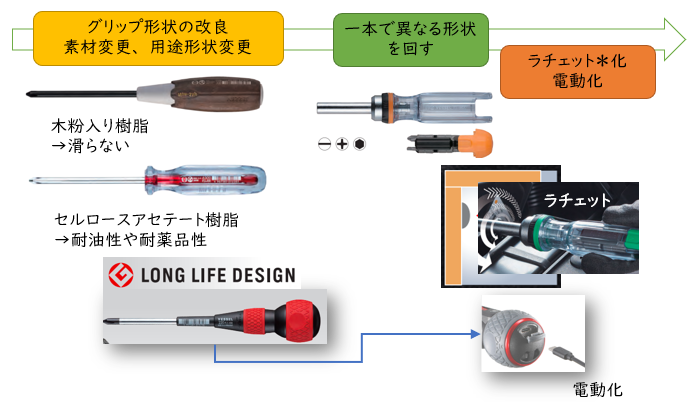 グリップ形状の改良
素材変更、用途形状変更
一本で異なる形状
を回す
ラチェット＊化
電動化
木粉入り樹脂
→滑らない
セルロースアセテート樹脂
→耐油性や耐薬品性
ラチェット
LONG LIFE DESIGN
電動化